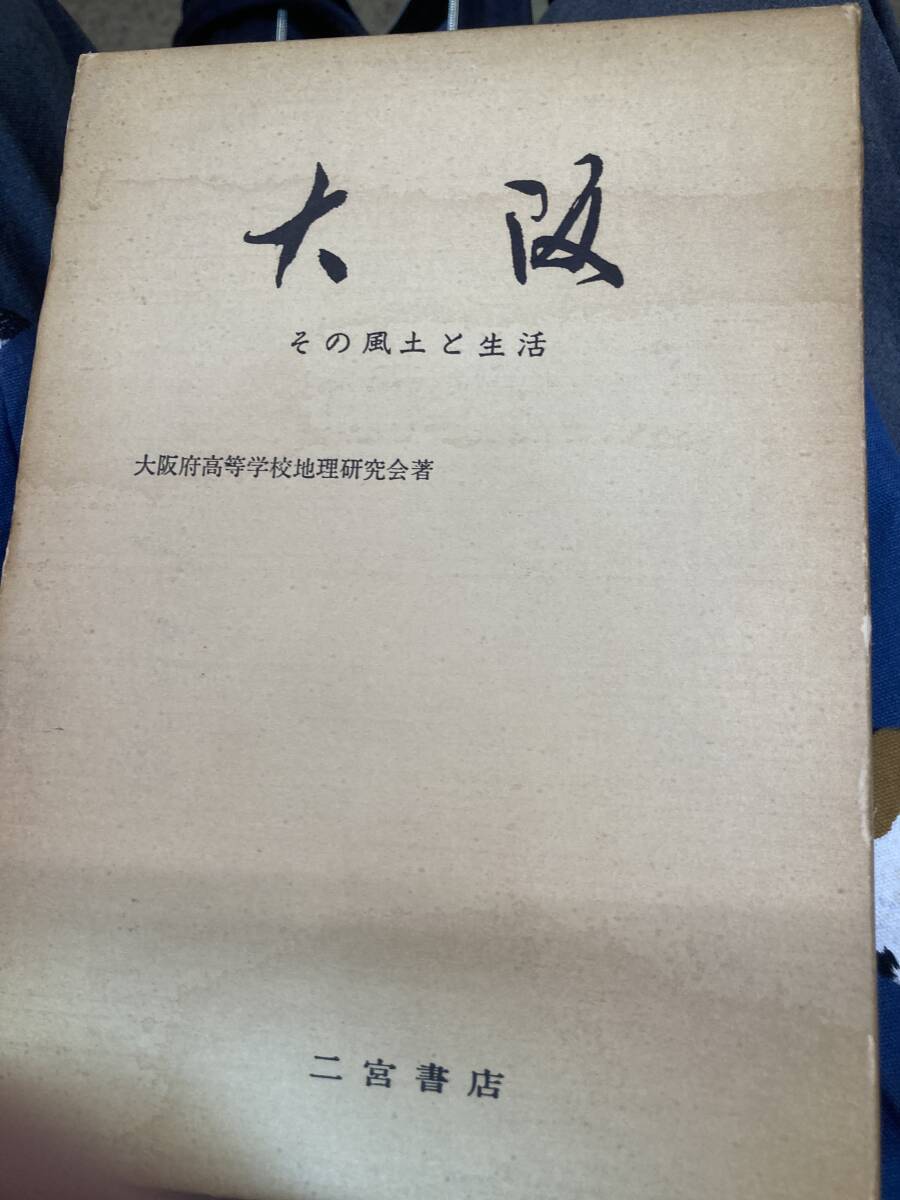 大阪
その風土と生活
大阪府高等学校地理研究会著
二宮書店